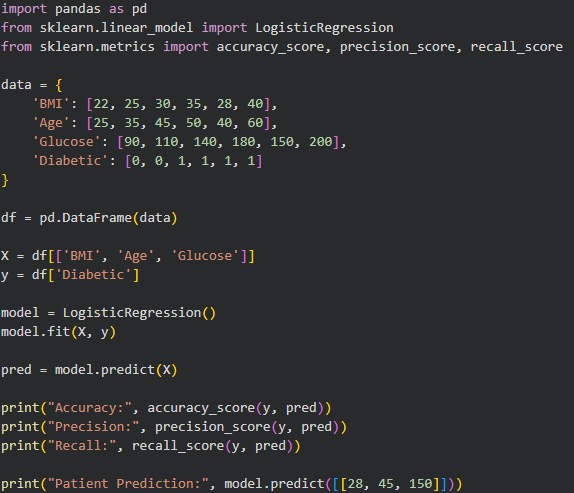 import pandas as pd
from sklearn.linear_model import LogisticRegression
from sklearn.metrics import accuracy_score, precision_score, recall_score

data = {
    'BMI': [22, 25, 30, 35, 28, 40],
    'Age': [25, 35, 45, 50, 40, 60],
    'Glucose': [90, 110, 140, 180, 150, 200],
    'Diabetic': [0, 0, 1, 1, 1, 1]
}

df = pd.DataFrame(data)

X = df[['BMI', 'Age', 'Glucose']]
y = df['Diabetic']

model = LogisticRegression()
model.fit(X, y)

pred = model.predict(X)

print("Accuracy:", accuracy_score(y, pred))
print("Precision:", precision_score(y, pred))
print("Recall:", recall_score(y, pred))

print("Patient Prediction:", model.predict([[28, 45, 150]]))